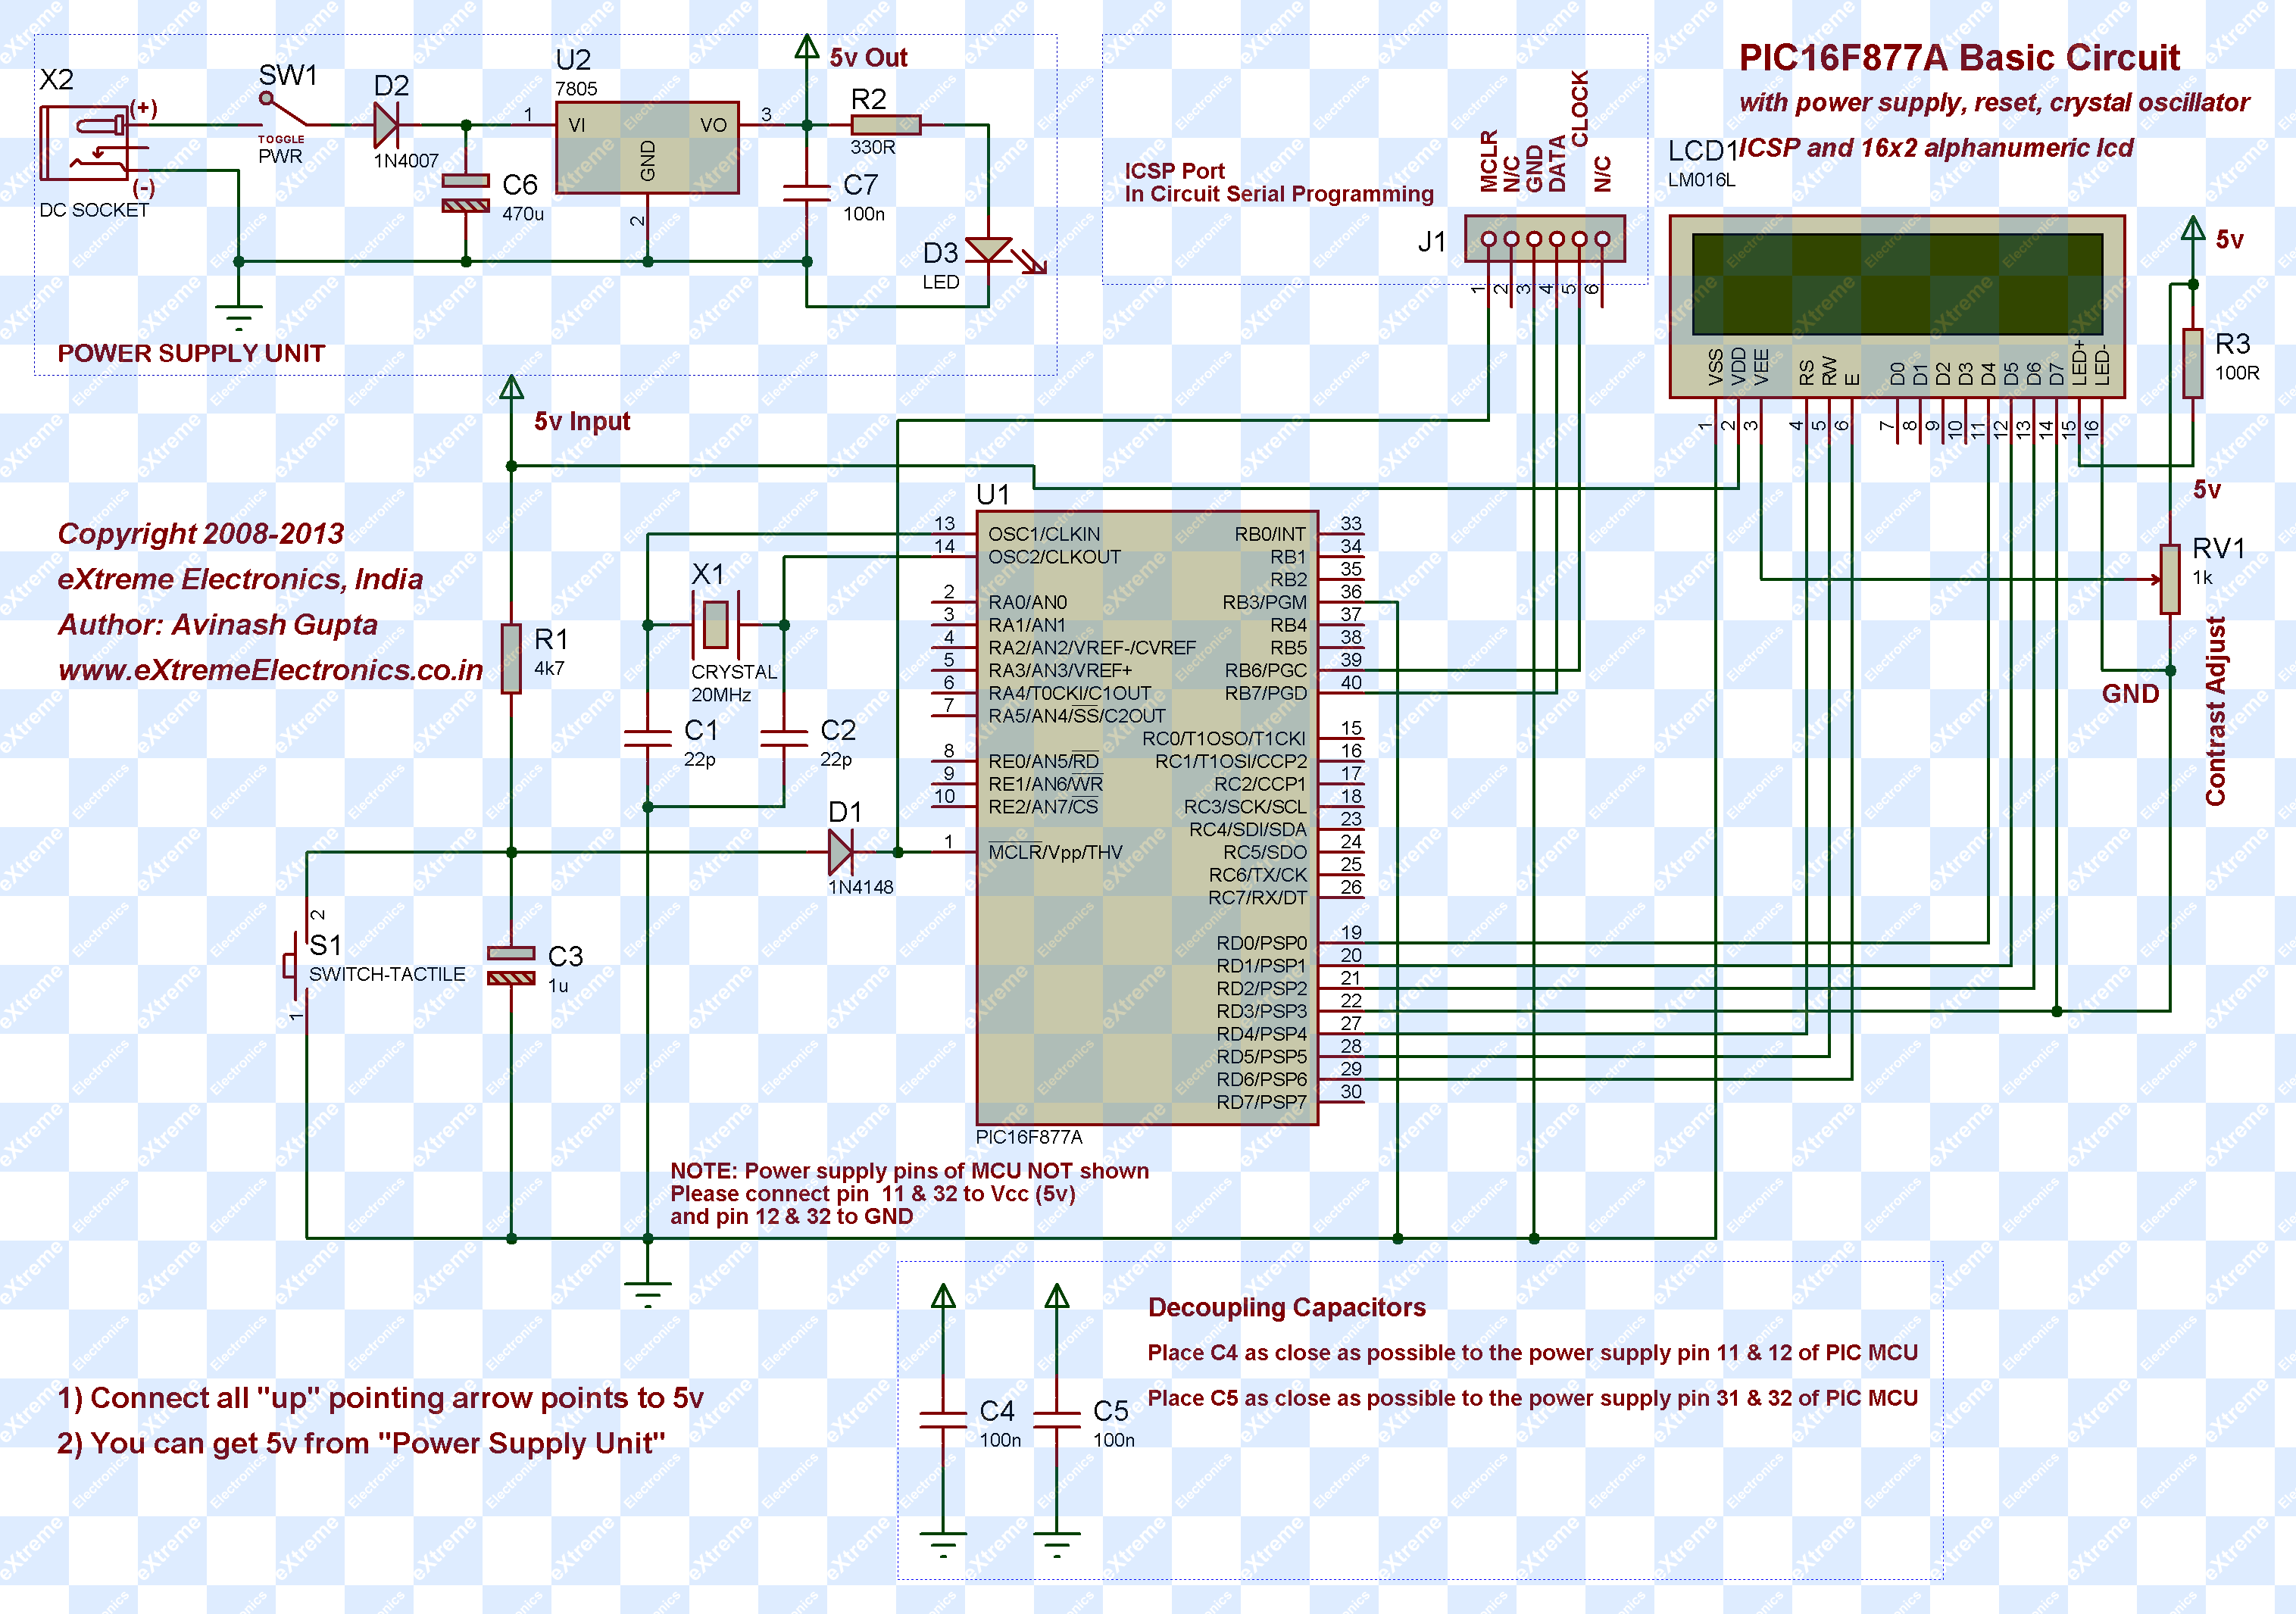 PIC16F877A Basic Circuit
with power supply, reset, crystal oscillator
ICSP and 16x2 alphanumeric lcd
X2
(+)
(-)
DC SOCKET
SW1
TOGGLE
PWR
D2
1N4007
C6
470u
U2
7805
VI
VO
GND
1
2
3
5v Out
R2
330R
C7
100n
D3
LED
POWER SUPPLY UNIT
ICSP Port
In Circuit Serial Programming
MCLR
N/C
GND
DATA
CLOCK
N/C
J1
1
2
3
4
5
6
LCD1
LM016L
VSS
VDD
VEE
RS
RW
E
D0
D1
D2
D3
D4
D5
D6
D7
LED+
LED-
1
2
3
4
5
6
7
8
9
10
11
12
13
14
15
16
5v
R3
100R
5v
RV1
1k
GND
Contrast Adjust
5v Input
Copyright 2008-2013
eXtreme Electronics, India
Author: Avinash Gupta
www.eXtremeElectronics.co.in
R1
4k7
X1
CRYSTAL
20MHz
C1
22p
C2
22p
D1
1N4148
S1
SWITCH-TACTILE
2
1
C3
1u
U1
13
OSC1/CLKIN
14
OSC2/CLKOUT
2
RA0/AN0
3
RA1/AN1
4
RA2/AN2/VREF-/CVREF
5
RA3/AN3/VREF+
6
RA4/T0CKI/C1OUT
7
RA5/AN4/SS/C2OUT
8
RE0/AN5/RD
9
RE1/AN6/WR
10
RE2/AN7/CS
1
MCLR/Vpp/THV
RB0/INT
33
RB1
34
RB2
35
RB3/PGM
36
RB4
37
RB5
38
RB6/PGC
39
RB7/PGD
40
RC0/T1OSO/T1CKI
15
RC1/T1OSI/CCP2
16
RC2/CCP1
17
RC3/SCK/SCL
18
RC4/SDI/SDA
23
RC5/SDO
24
RC6/TX/CK
25
RC7/RX/DT
26
RD0/PSP0
19
RD1/PSP1
20
RD2/PSP2
21
RD3/PSP3
22
RD4/PSP4
27
RD5/PSP5
28
RD6/PSP6
29
RD7/PSP7
30
PIC16F877A
NOTE: Power supply pins of MCU NOT shown
Please connect pin 11 & 32 to Vcc (5v)
and pin 12 & 32 to GND
Decoupling Capacitors
Place C4 as close as possible to the power supply pin 11 & 12 of PIC MCU
Place C5 as close as possible to the power supply pin 31 & 32 of PIC MCU
C4
100n
C5
100n
1) Connect all "up" pointing arrow points to 5v
2) You can get 5v from "Power Supply Unit"
eXtreme
Electronics